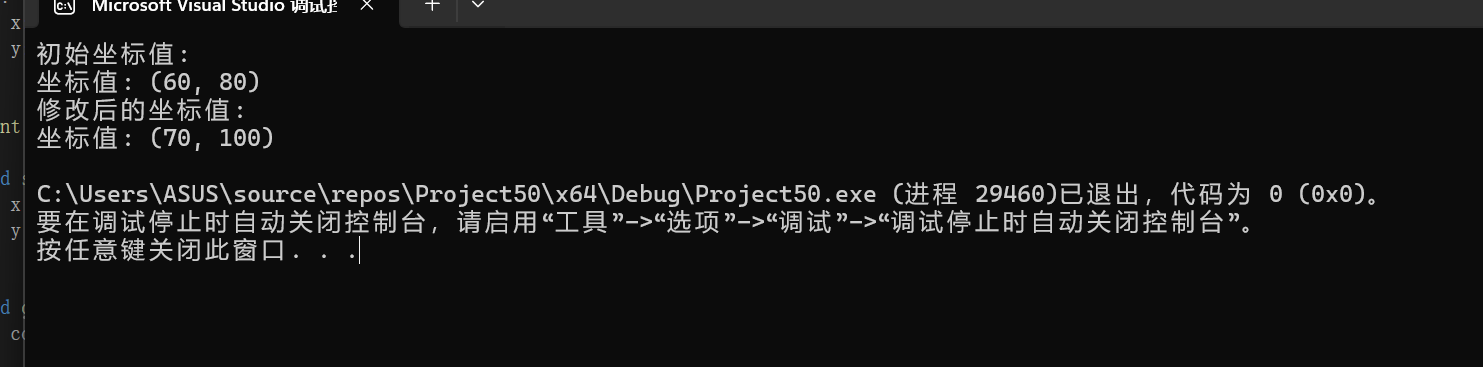 Microsoft Visual Studio 调试
x
y
初始坐标值：
坐标值：(60, 80)
修改后的坐标值：
nt
坐标值：(70, 100)
d s
C:\Users\ASUS\source\repos\Project50\x64\Debug\Project50.exe (进程 29460)已退出，代码为 0 (0x0)。
x
要在调试停止时自动关闭控制台，请启用“工具”->“选项”->“调试”->“调试停止时自动关闭控制台”。
y
按任意键关闭此窗口. . .
d g
co